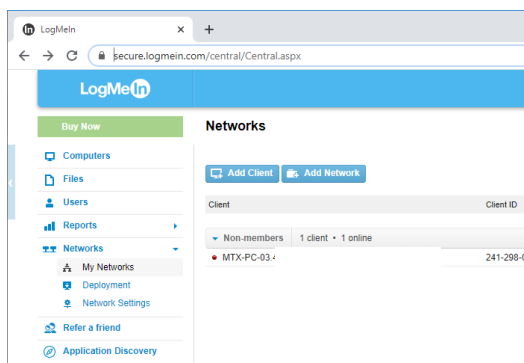 LogMeIn
secure.logmein.com/central/Central.aspx
LogMeIn
Buy Now
Networks
Computers
Files
Users
Reports
Networks
My Networks
Deployment
Network Settings
Refer a friend
Application Discovery
Add Client
Add Network
Client
Client ID
Non-members
1 client • 1 online
MTX-PC-03.
241-298-